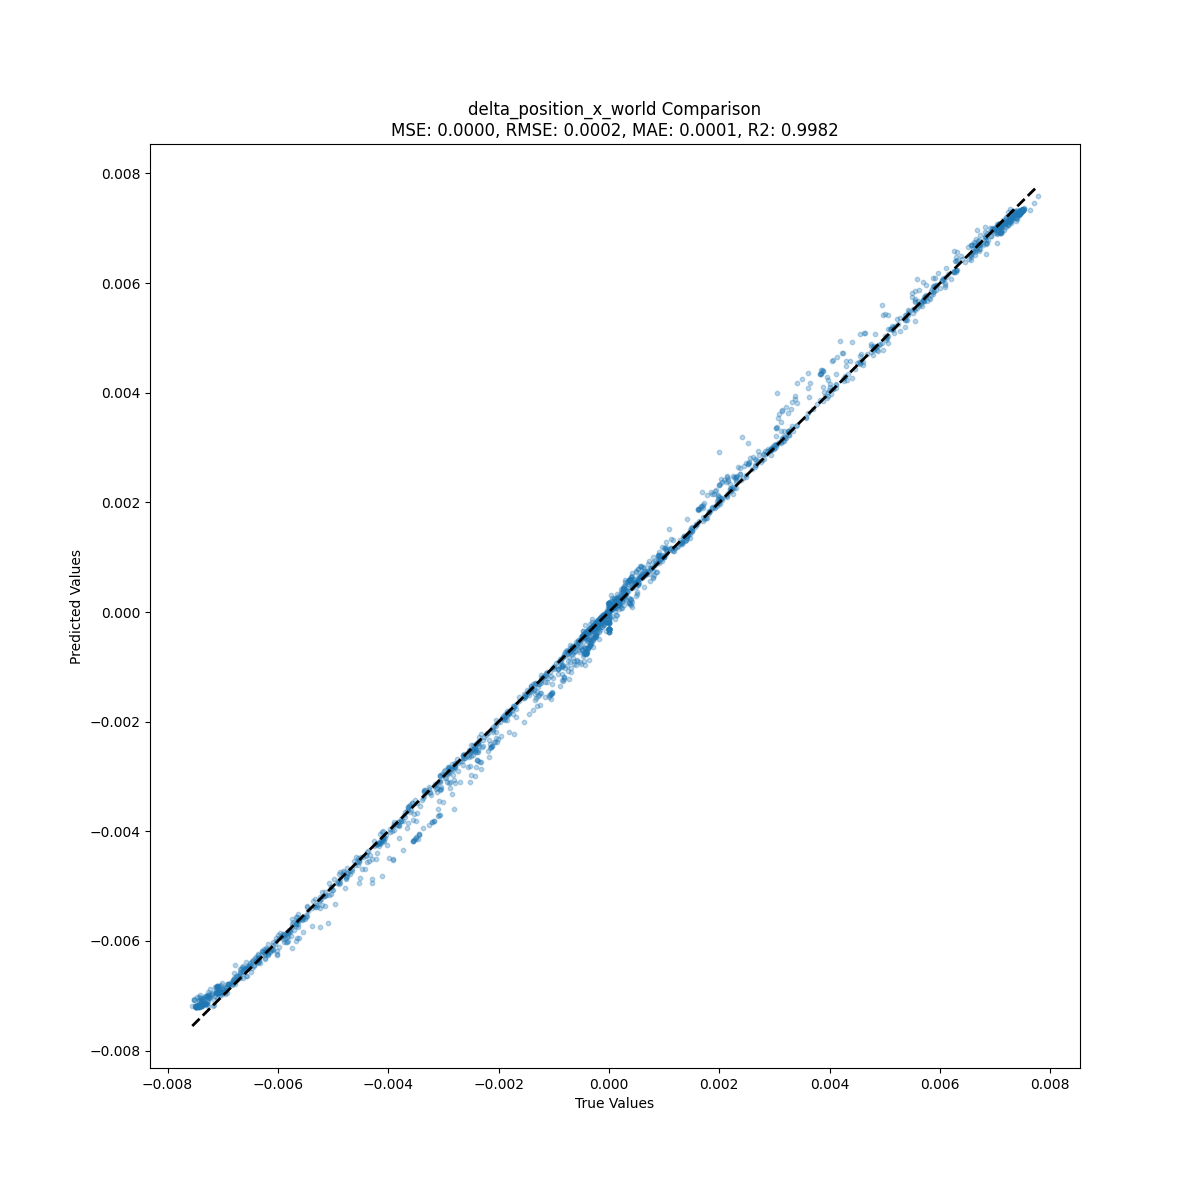 delta_position_x_world Comparison
MSE: 0.0000, RMSE: 0.0002, MAE: 0.0001, R2: 0.9982
0.008
0.006
0.004
0.002
0.000
−0.002
−0.004
−0.006
−0.008
Predicted Values
−0.008 −0.006 −0.004 −0.002 0.000 0.002 0.004 0.006 0.008
True Values